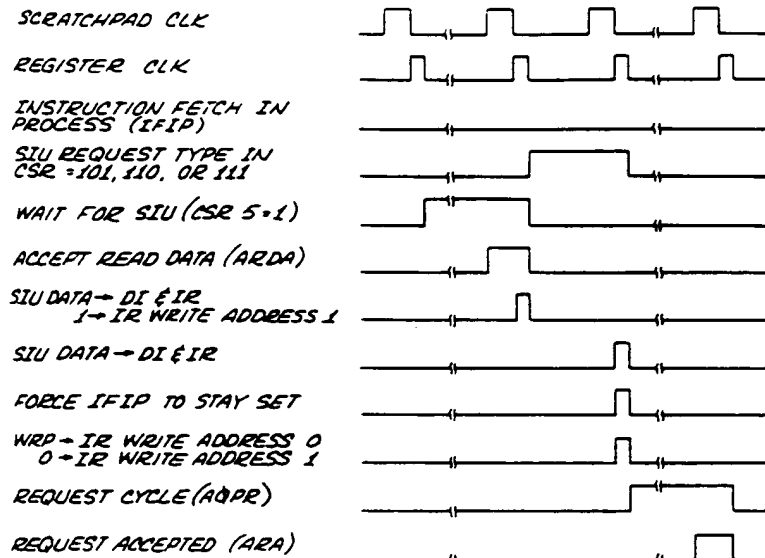 SCRATCHPAD CLK
REGISTER CLK
INSTRUCTION FETCH IN
PROCESS (IFIP)
SIU REQUEST TYPE IN
CSR =101, 110, OR 111
WAIT FOR SIU (CSR 5=1)
ACCEPT READ DATA (ARDA)
SIU DATA→ DI & IR
1→ IR WRITE ADDRESS 1
SIU DATA → DI & IR
FORCE IFIP TO STAY SET
WRP→ IR WRITE ADDRESS 0
0→ IR WRITE ADDRESS 1
REQUEST CYCLE (AOPR)
REQUEST ACCEPTED (ARA)